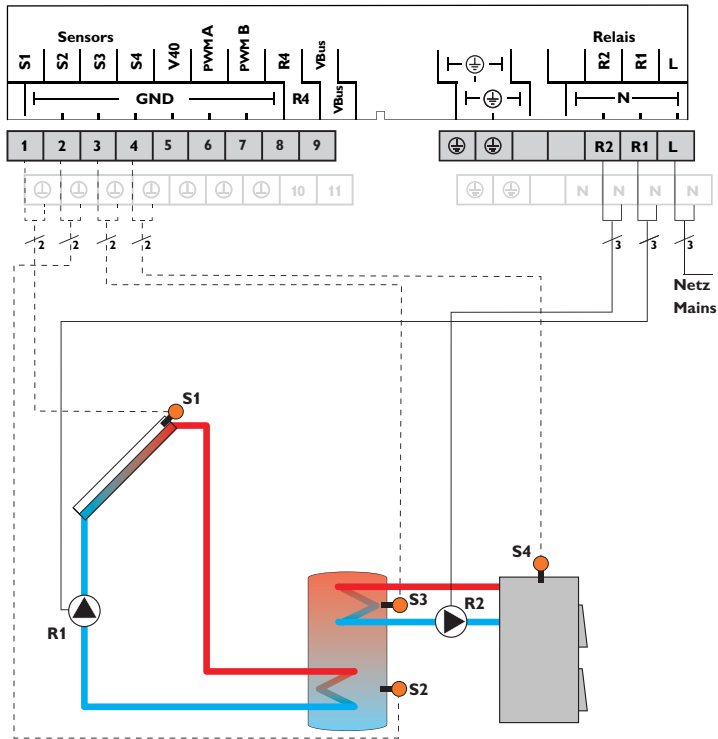 Sensors
Relais
S1 S2 S3 S4 V40 PWM A PWM B R4 VBus
R2 R1 L
GND R4 VBus
N
1 2 3 4 5 6 7 8 9
R2 R1 L
10 11
N N N N
2 2 2 2
3 3 3
Netz
Mains
S1
S4
S3
R2
R1
S2